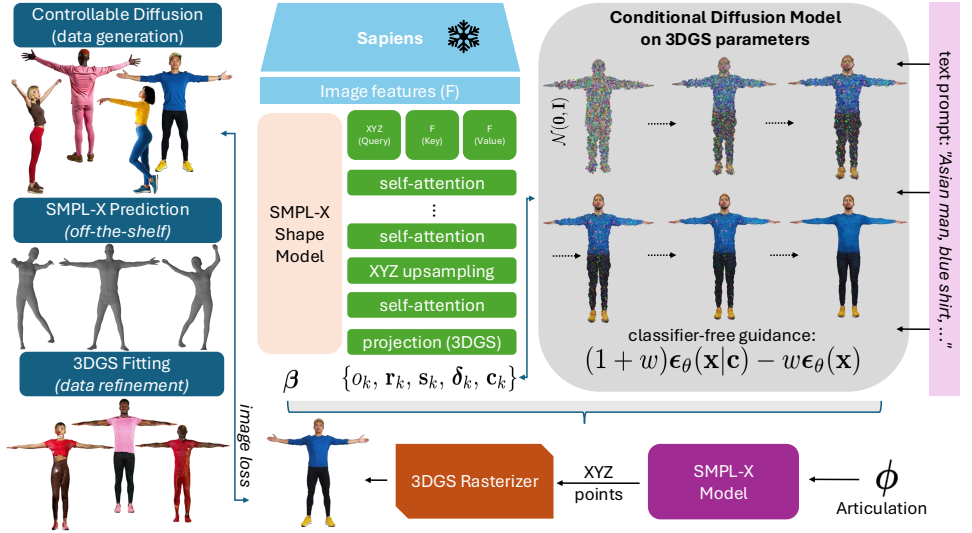 Controllable Diffusion
(data generation)
SMPL-X Prediction
(off-the-shelf)
3DGS Fitting
(data refinement)
image loss
Sapiens
Image features (F)
SMPL-X
Shape
Model
XYZ
(Query)
F
(Key)
F
(Value)
self-attention
⋮
self-attention
XYZ upsampling
self-attention
projection (3DGS)
β
{o_k, r_k, s_k, δ_k, c_k}
Conditional Diffusion Model
on 3DGS parameters
N(0, I)
classifier-free guidance:
(1 + w)ϵ_θ(x|c) − wϵ_θ(x)
text prompt: "Asian man, blue shirt, ..."
3DGS Rasterizer
XYZ
points
SMPL-X
Model
ϕ
Articulation